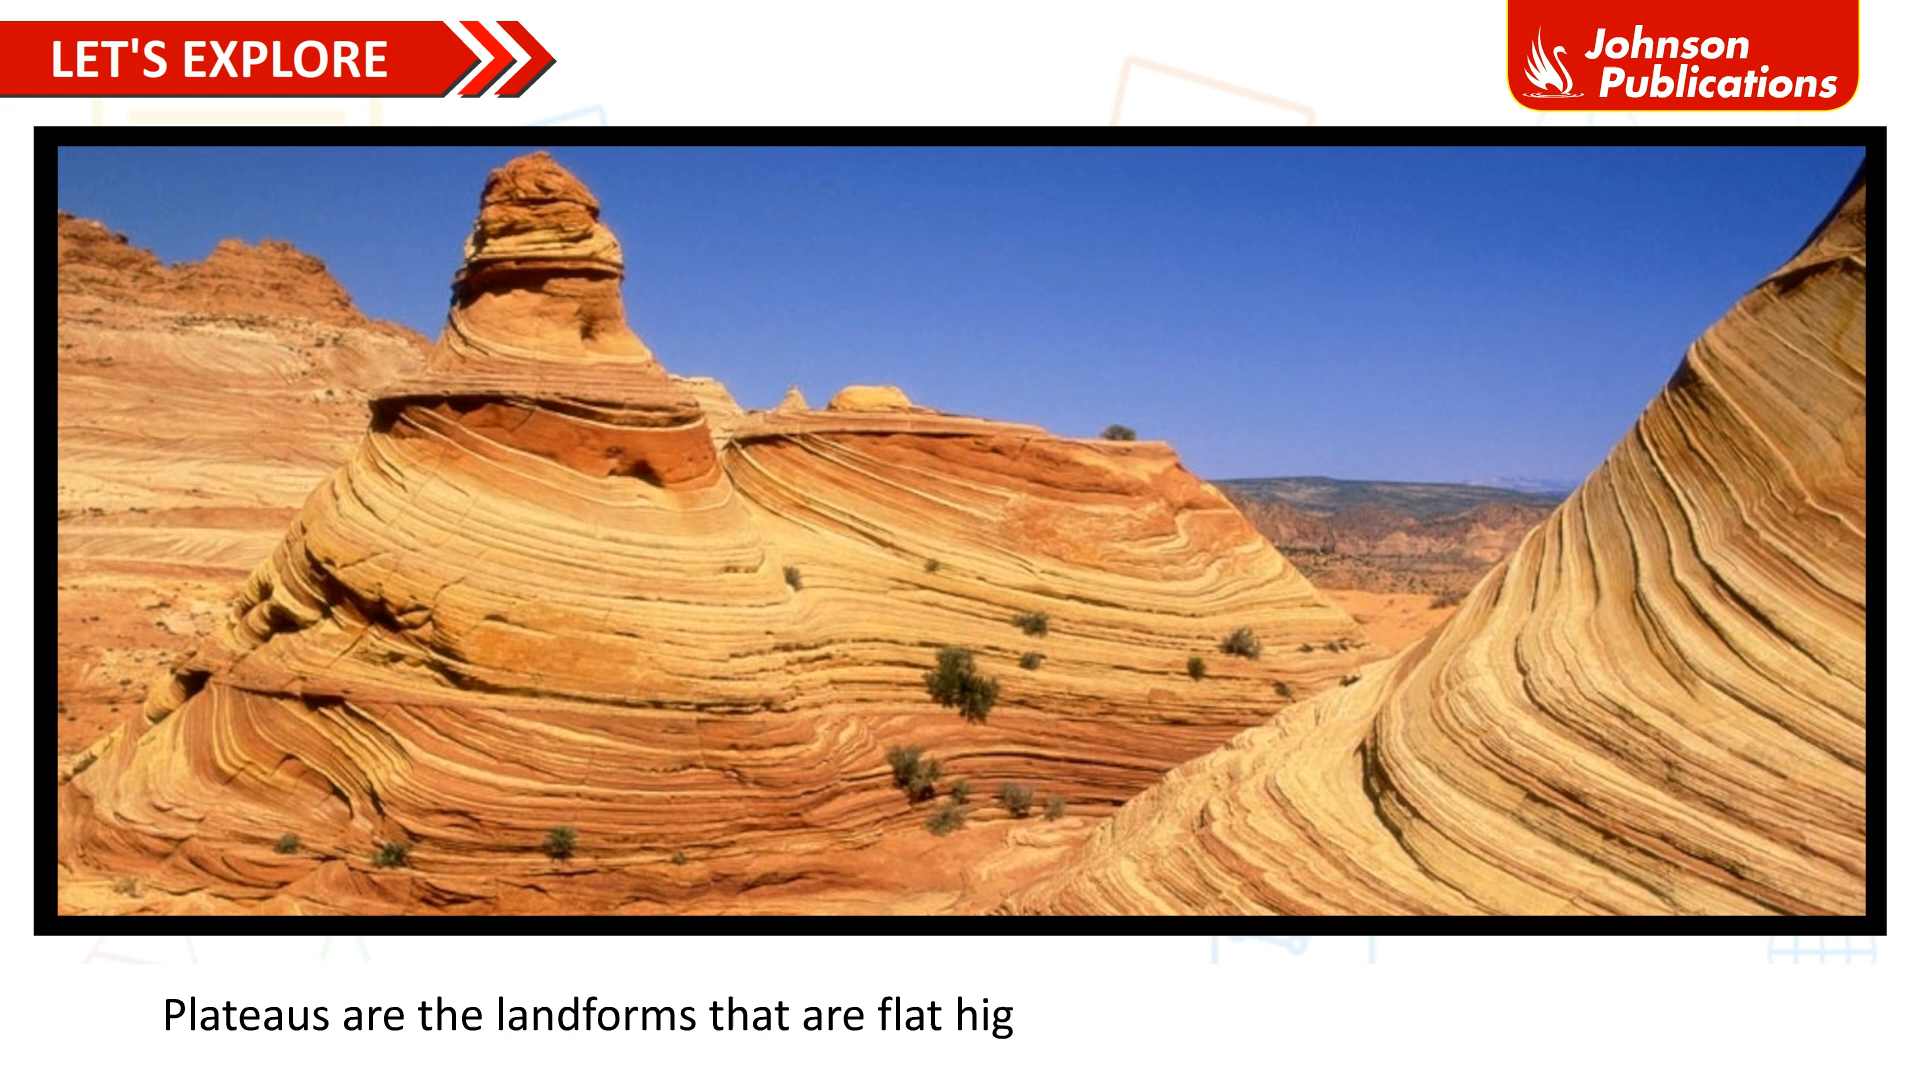 LET'S EXPLORE
Johnson
Publications
Plateaus are the landforms that are flat hig